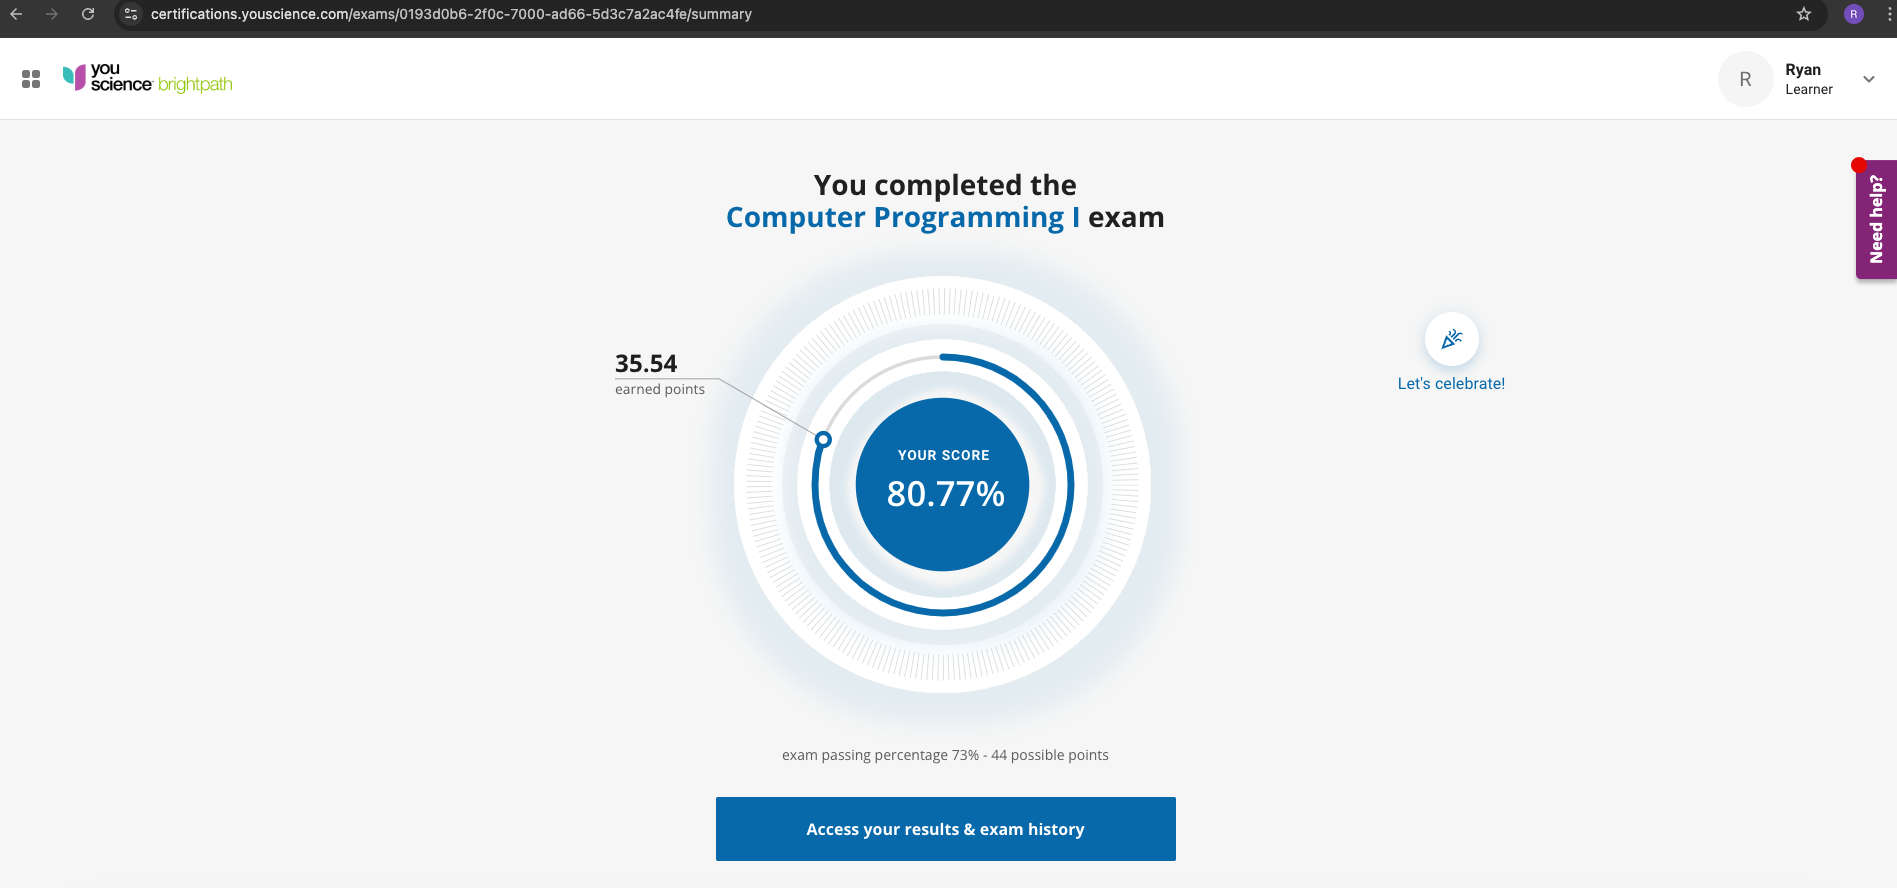 certifications.youscience.com/exams/0193d0b6-2f0c-7000-ad66-5d3c7a2ac4fe/summary
R
you
science brightpath
R
Ryan
Learner
Need help?
You completed the
Computer Programming I exam
35.54
earned points
YOUR SCORE
80.77%
Let's celebrate!
exam passing percentage 73% - 44 possible points
Access your results & exam history